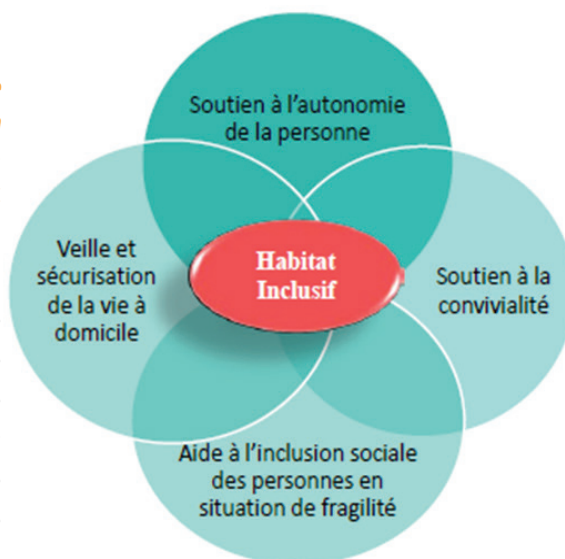 Soutien à l'autonomie
de la personne
Veille et
sécurisation
de la vie à
domicile
Habitat
Inclusif
Soutien à la
convivialité
Aide à l'inclusion sociale
des personnes en
situation de fragilité